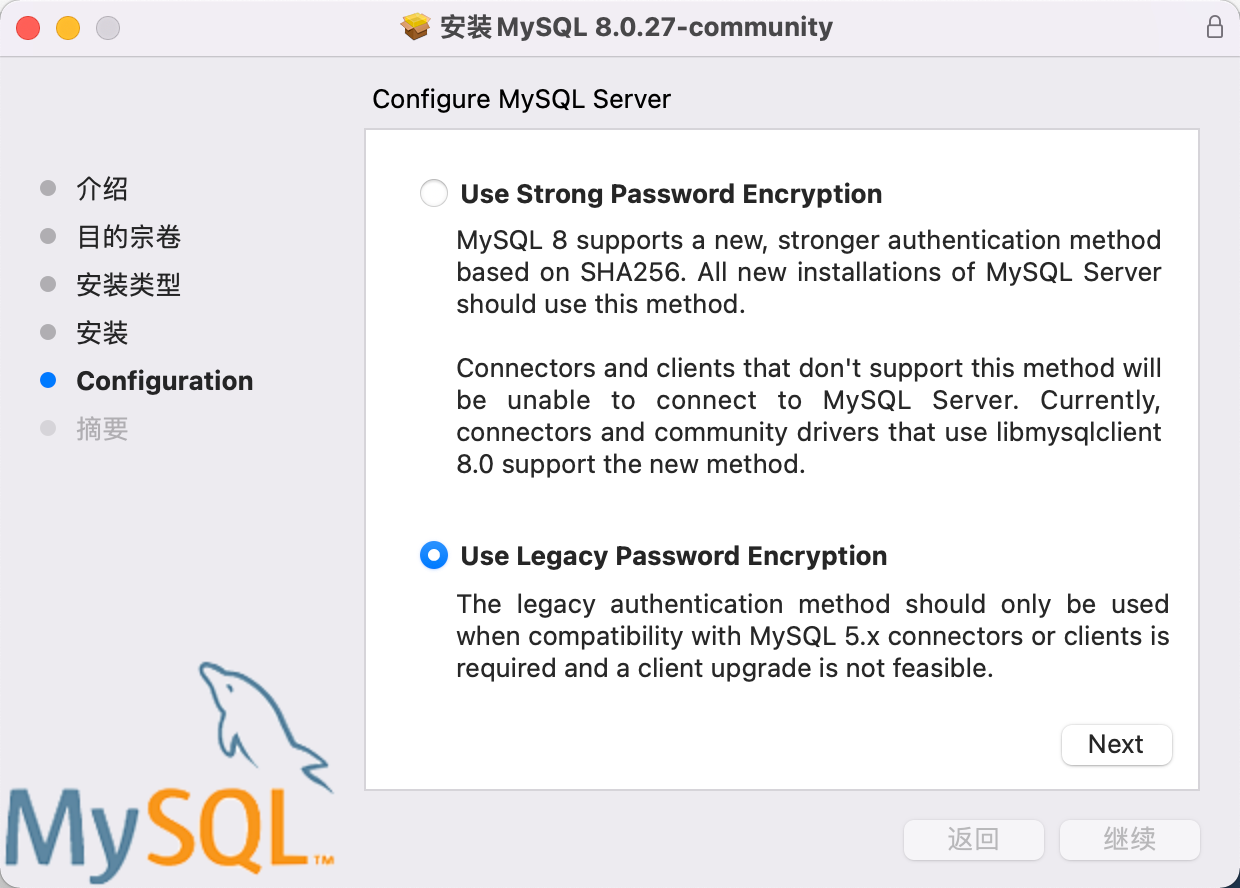 安装MySQL 8.0.27-community
Configure MySQL Server
介绍
目的宗卷
安装类型
安装
Configuration
摘要
Use Strong Password Encryption
MySQL 8 supports a new, stronger authentication method
based on SHA256. All new installations of MySQL Server
should use this method.
Connectors and clients that don't support this method will
be unable to connect to MySQL Server. Currently,
connectors and community drivers that use libmysqlclient
8.0 support the new method.
Use Legacy Password Encryption
The legacy authentication method should only be used
when compatibility with MySQL 5.x connectors or clients is
required and a client upgrade is not feasible.
Next
MySQL™
返回
继续